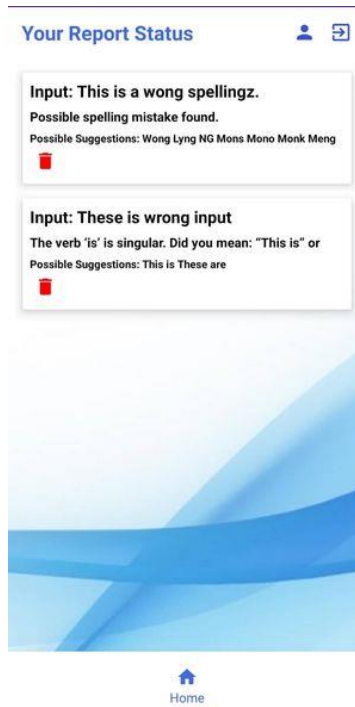 Your Report Status
Input: This is a wong spellingz.
Possible spelling mistake found.
Possible Suggestions: Wong Lyng NG Mons Mono Monk Meng
Input: These is wrong input
The verb 'is' is singular. Did you mean: “This is” or
Possible Suggestions: This is These are
Home